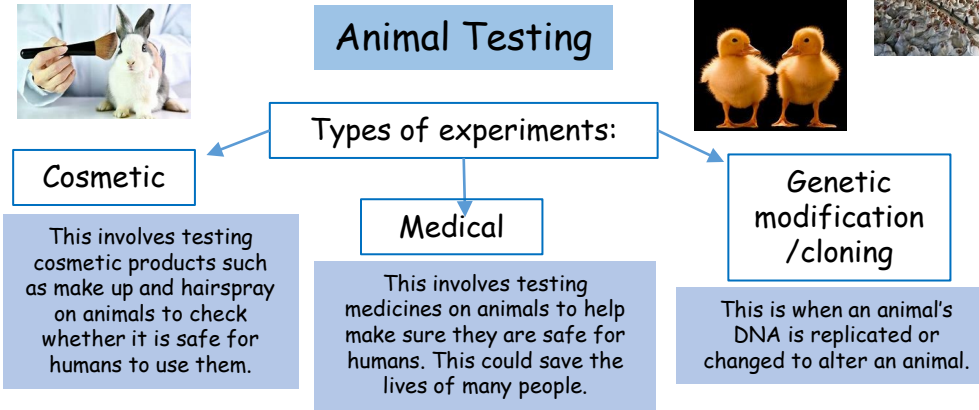 Animal Testing
Types of experiments:
Cosmetic
This involves testing
cosmetic products such
as make up and hairspray
on animals to check
whether it is safe for
humans to use them.
Medical
This involves testing
medicines on animals to help
make sure they are safe for
humans. This could save the
lives of many people.
Genetic
modification
/cloning
This is when an animal's
DNA is replicated or
changed to alter an animal.